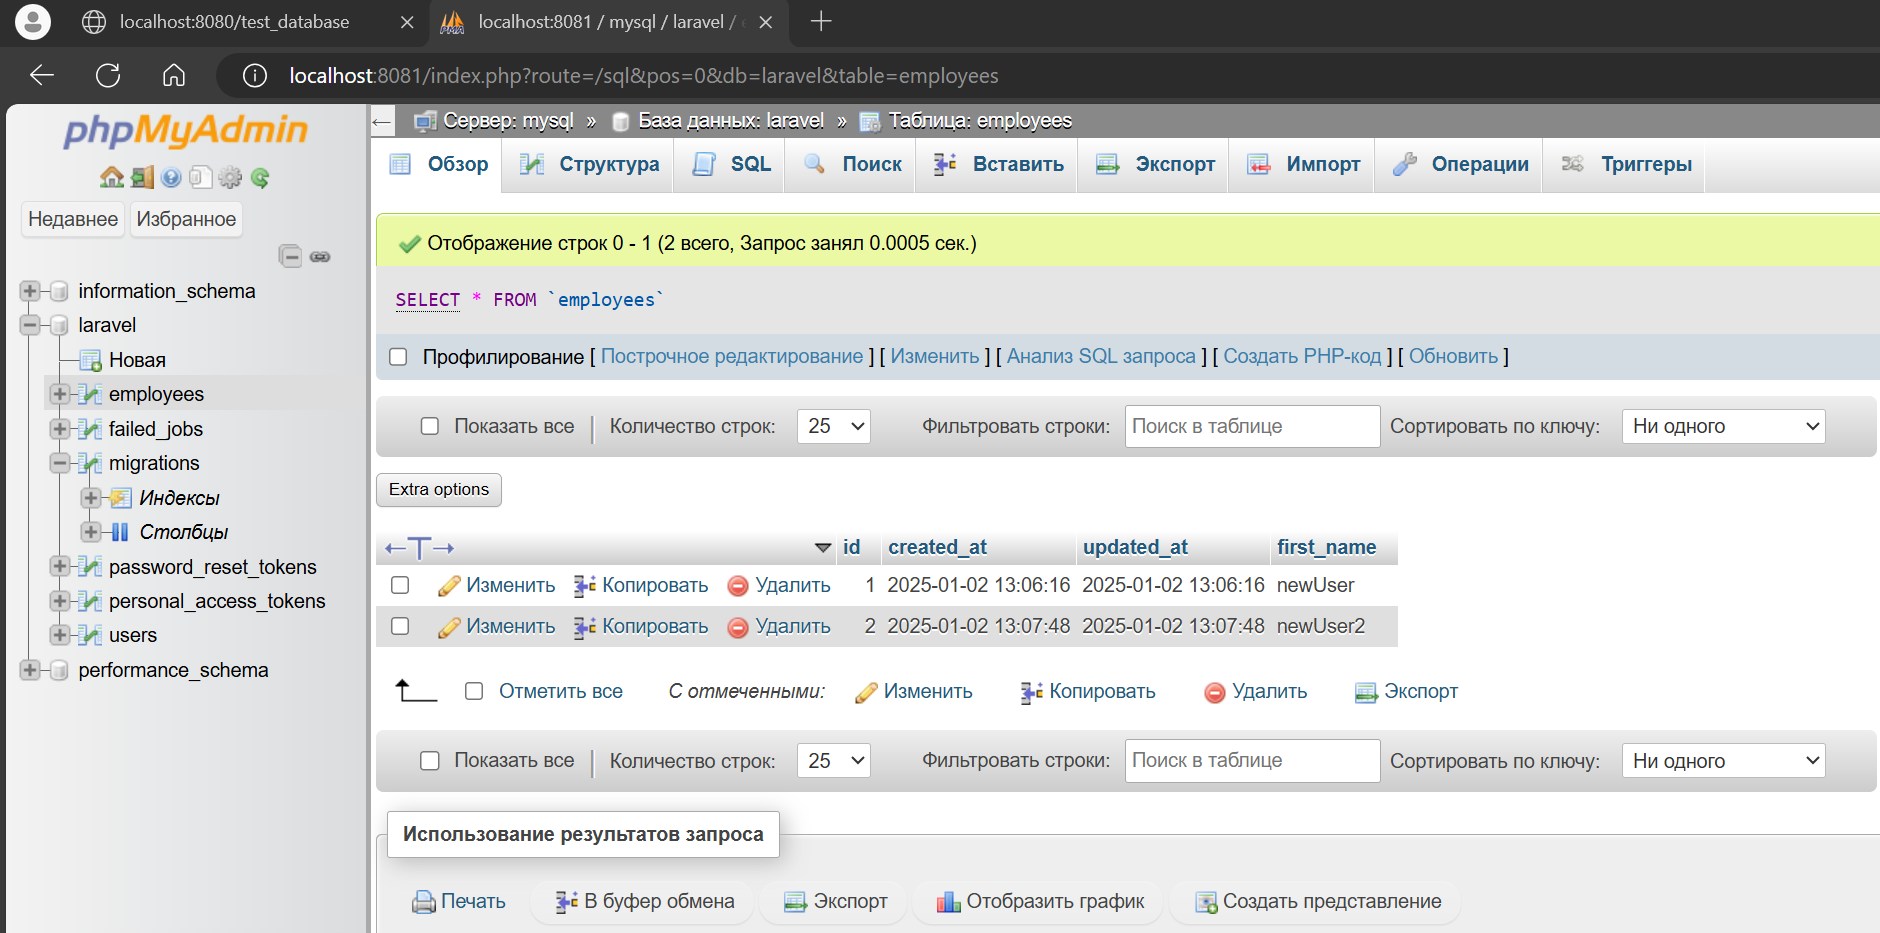 localhost:8080/test_database
localhost:8081 / mysql / laravel /
localhost:8081/index.php?route=/sql&pos=0&db=laravel&table=employees
phpMyAdmin
Недавнее Избранное
information_schema
laravel
Новая
employees
failed_jobs
migrations
Индексы
Столбцы
password_reset_tokens
personal_access_tokens
users
performance_schema
Сервер: mysql » База данных: laravel » Таблица: employees
Обзор Структура SQL Поиск Вставить Экспорт Импорт Операции Триггеры
Отображение строк 0 - 1 (2 всего, Запрос занял 0.0005 сек.)
SELECT * FROM `employees`
Профилирование [ Построчное редактирование ] [ Изменить ] [ Анализ SQL запроса ] [ Создать PHP-код ] [ Обновить ]
Показать все Количество строк: 25 Фильтровать строки: Поиск в таблице Сортировать по ключу: Ни одного
Extra options
id created_at updated_at first_name
Изменить Копировать Удалить 1 2025-01-02 13:06:16 2025-01-02 13:06:16 newUser
Изменить Копировать Удалить 2 2025-01-02 13:07:48 2025-01-02 13:07:48 newUser2
Отметить все С отмеченными: Изменить Копировать Удалить Экспорт
Показать все Количество строк: 25 Фильтровать строки: Поиск в таблице Сортировать по ключу: Ни одного
Использование результатов запроса
Печать В буфер обмена Экспорт Отобразить график Создать представление